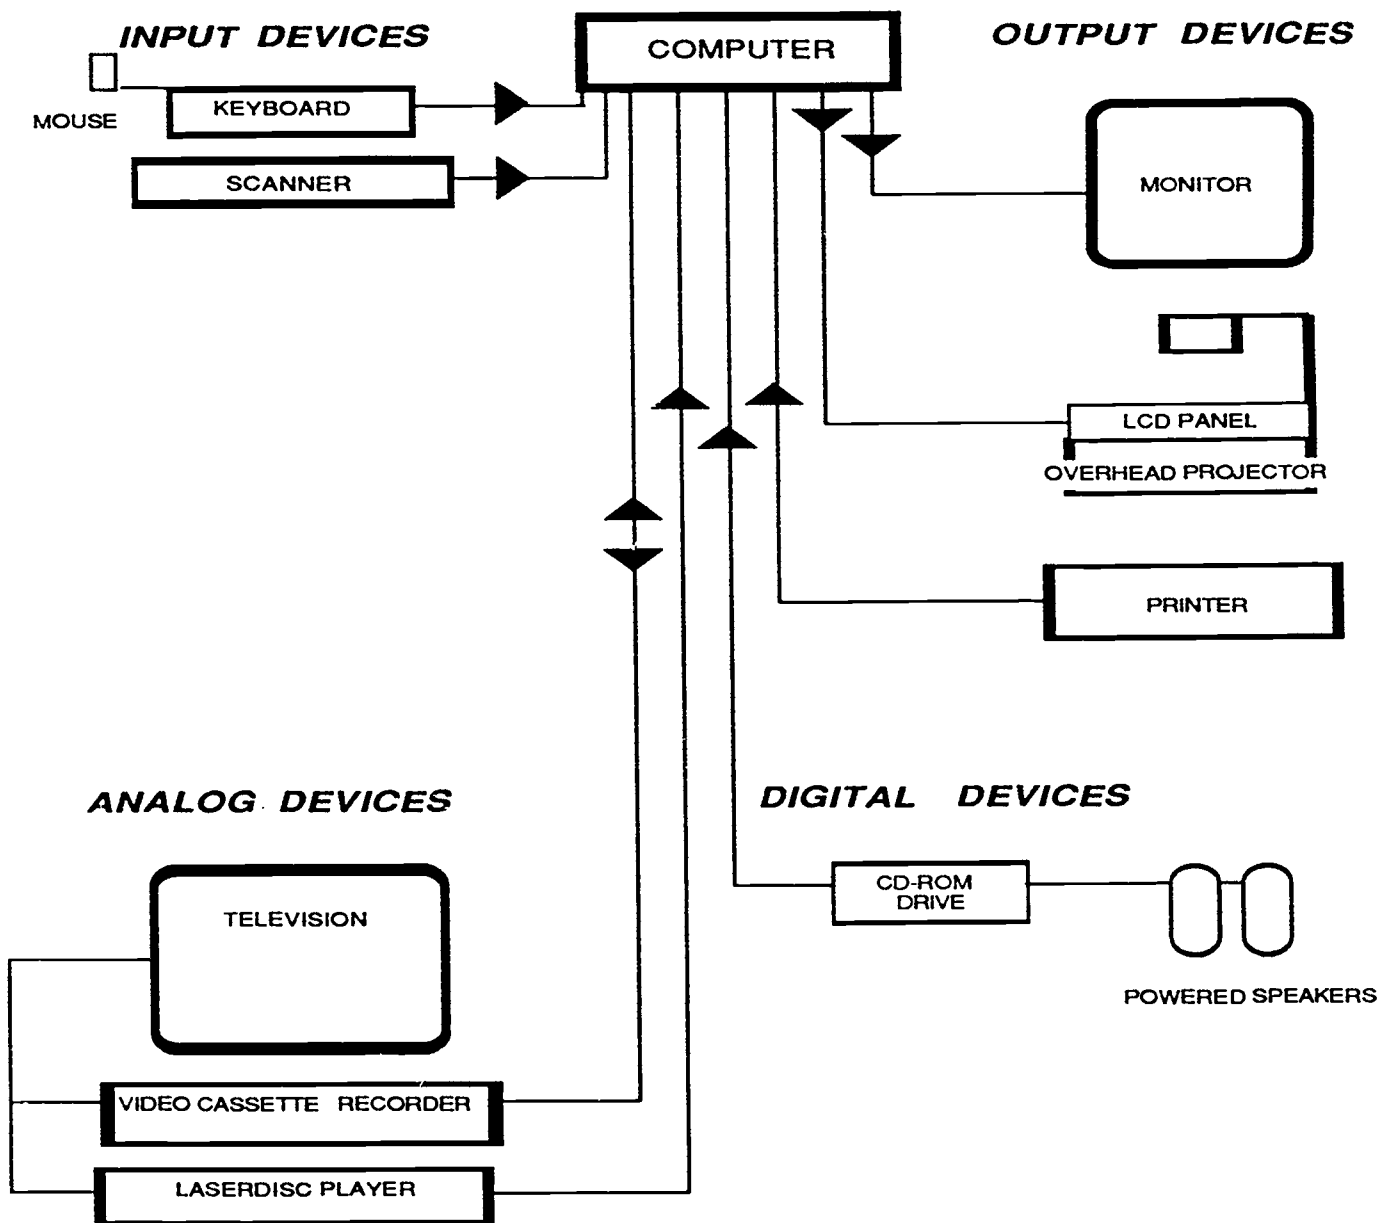 INPUT DEVICES
COMPUTER
OUTPUT DEVICES
KEYBOARD
MOUSE
SCANNER
MONITOR
LCD PANEL
OVERHEAD PROJECTOR
PRINTER
ANALOG DEVICES
DIGITAL DEVICES
TELEVISION
CD-ROM
DRIVE
POWERED SPEAKERS
VIDEO CASSETTE RECORDER
LASERDISC PLAYER